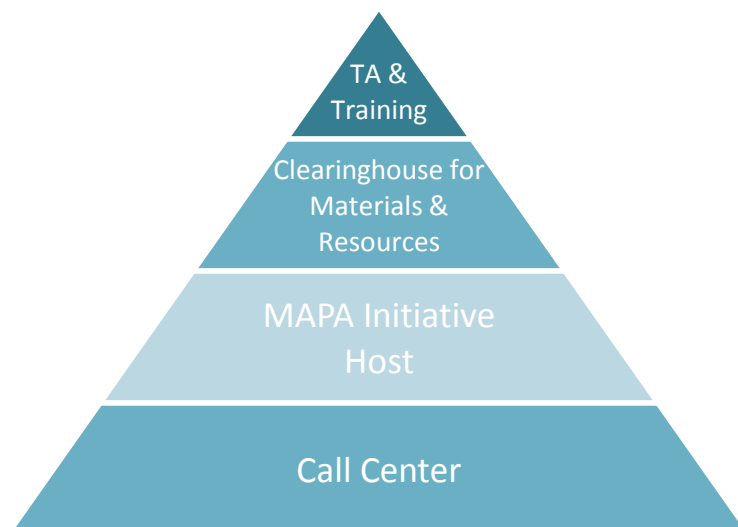 TA &
Training
Clearinghouse for
Materials &
Resources
MAPA Initiative
Host
Call Center